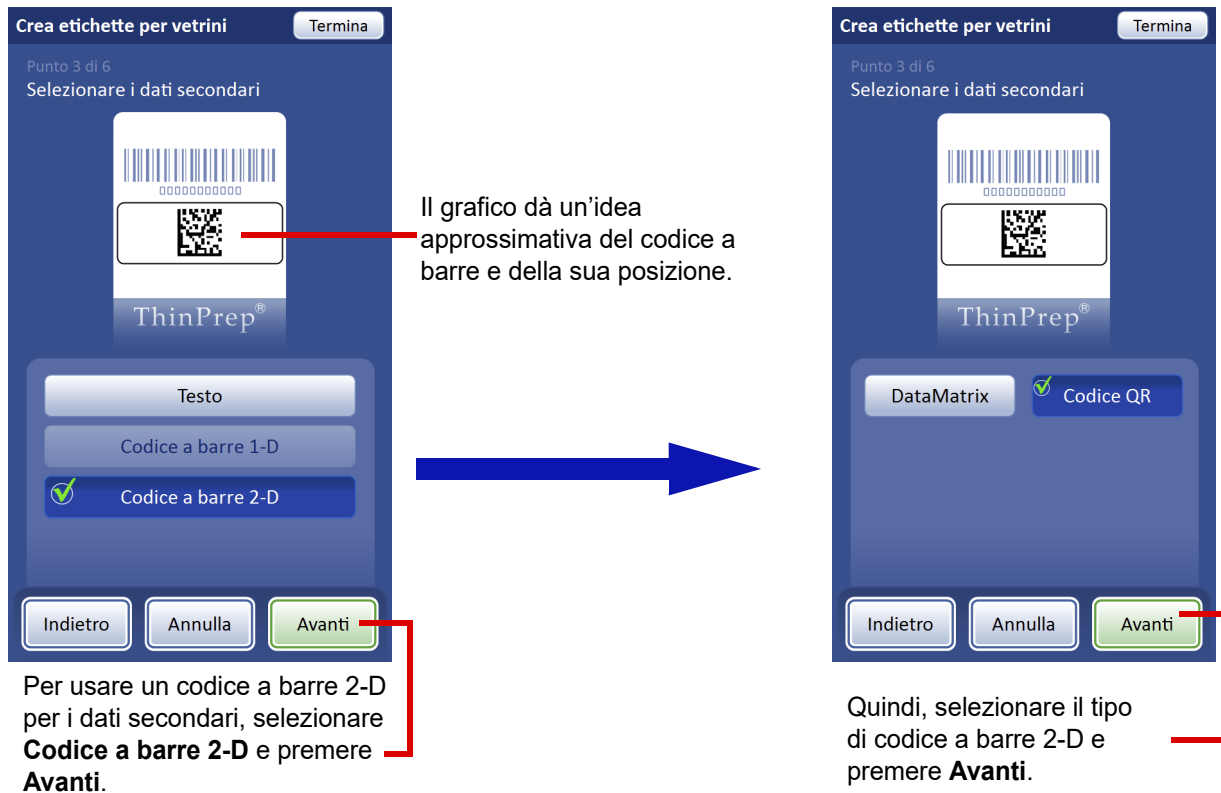 Crea etichette per vetrini
Termina
Punto 3 di 6
Selezionare i dati secondari
00000000000
ThinPrep®
Testo
Codice a barre 1-D
Codice a barre 2-D
Indietro
Annulla
Avanti
Il grafico dà un’idea
approssimativa del codice a
barre e della sua posizione.
Per usare un codice a barre 2-D
per i dati secondari, selezionare
Codice a barre 2-D e premere
Avanti.
Crea etichette per vetrini
Termina
Punto 3 di 6
Selezionare i dati secondari
00000000000
ThinPrep®
DataMatrix
Codice QR
Indietro
Annulla
Avanti
Quindi, selezionare il tipo
di codice a barre 2-D e
premere Avanti.